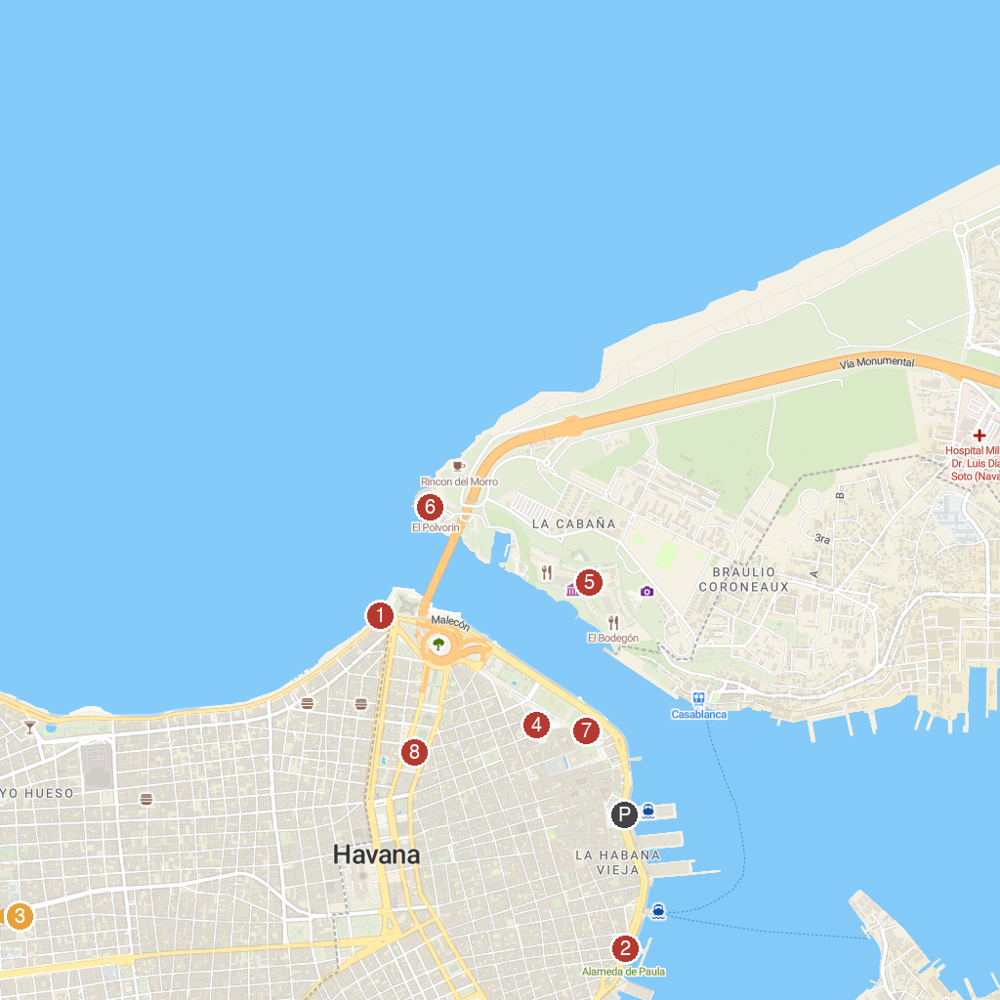 Vía Monumental
Hospital Mil
Dr. Luis Día
Soto (Nava
Rincon del Morro
6
El Polvorin
LA CABAÑA
B
3ra
A
BRAULIO
CORONEAUX
5
1
Malecón
El Bodegón
Casablanca
4
7
8
YO HUESO
P
Havana
LA HABANA
VIEJA
3
2
Alameda de Paula